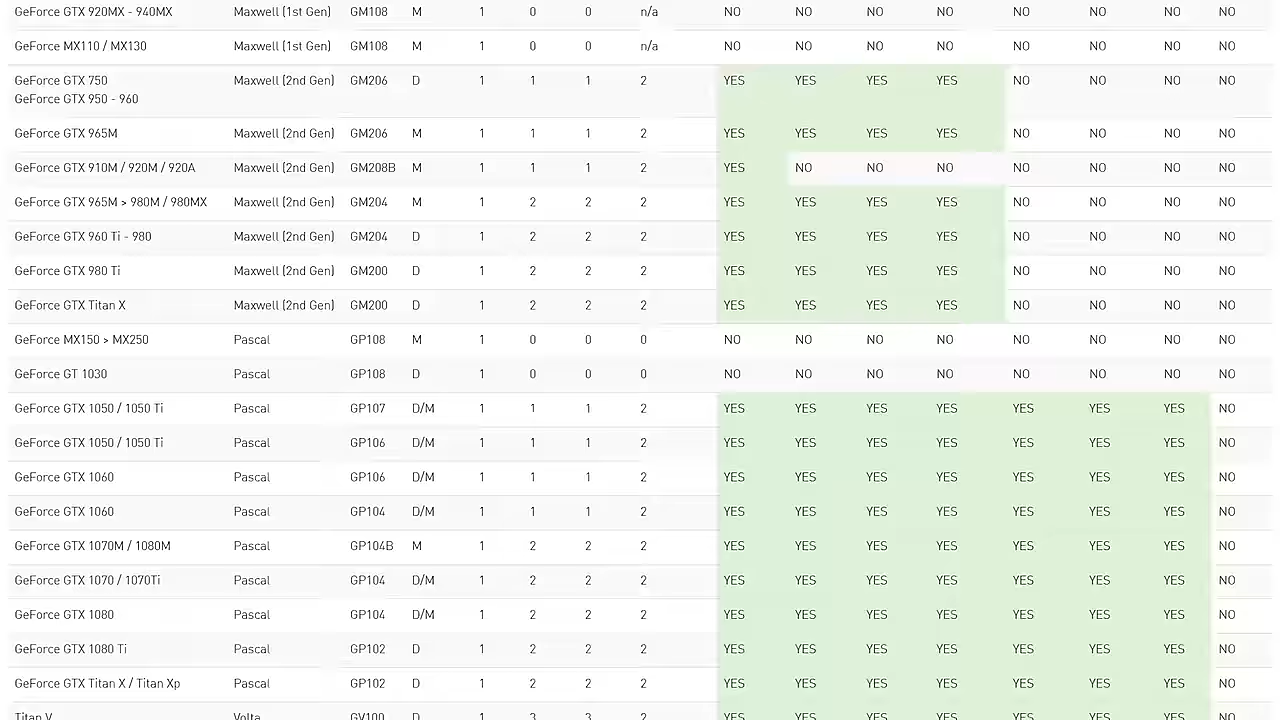 GeForce GTX 920MX - 940MX Maxwell (1st Gen) GM108 M 1 0 0 n/a NO NO NO NO NO NO NO NO
GeForce MX110 / MX130 Maxwell (1st Gen) GM108 M 1 0 0 n/a NO NO NO NO NO NO NO NO
GeForce GTX 750 Maxwell (2nd Gen) GM206 D 1 1 1 2 YES YES YES YES NO NO NO NO
GeForce GTX 950 - 960
GeForce GTX 965M Maxwell (2nd Gen) GM206 M 1 1 1 2 YES YES YES YES NO NO NO NO
GeForce GTX 910M / 920M / 920A Maxwell (2nd Gen) GM208B M 1 1 1 2 YES NO NO NO NO NO NO NO
GeForce GTX 965M > 980M / 980MX Maxwell (2nd Gen) GM204 M 1 2 2 2 YES YES YES YES NO NO NO NO
GeForce GTX 960 Ti - 980 Maxwell (2nd Gen) GM204 D 1 2 2 2 YES YES YES YES NO NO NO NO
GeForce GTX 980 Ti Maxwell (2nd Gen) GM200 D 1 2 2 2 YES YES YES YES NO NO NO NO
GeForce GTX Titan X Maxwell (2nd Gen) GM200 D 1 2 2 2 YES YES YES YES NO NO NO NO
GeForce MX150 > MX250 Pascal GP108 M 1 0 0 0 NO NO NO NO NO NO NO NO
GeForce GT 1030 Pascal GP108 D 1 0 0 0 NO NO NO NO NO NO NO NO
GeForce GTX 1050 / 1050 Ti Pascal GP107 D/M 1 1 1 2 YES YES YES YES YES YES YES NO
GeForce GTX 1050 / 1050 Ti Pascal GP106 D/M 1 1 1 2 YES YES YES YES YES YES YES NO
GeForce GTX 1060 Pascal GP106 D/M 1 1 1 2 YES YES YES YES YES YES YES NO
GeForce GTX 1060 Pascal GP104 D/M 1 1 1 2 YES YES YES YES YES YES YES NO
GeForce GTX 1070M / 1080M Pascal GP104B M 1 2 2 2 YES YES YES YES YES YES YES NO
GeForce GTX 1070 / 1070Ti Pascal GP104 D/M 1 2 2 2 YES YES YES YES YES YES YES NO
GeForce GTX 1080 Pascal GP104 D/M 1 2 2 2 YES YES YES YES YES YES YES NO
GeForce GTX 1080 Ti Pascal GP102 D 1 2 2 2 YES YES YES YES YES YES YES NO
GeForce GTX Titan X / Titan Xp Pascal GP102 D 1 2 2 2 YES YES YES YES YES YES YES NO
Titan V Volta GV100 D 1 3 3 2 YES YES YES YES YES YES YES NO